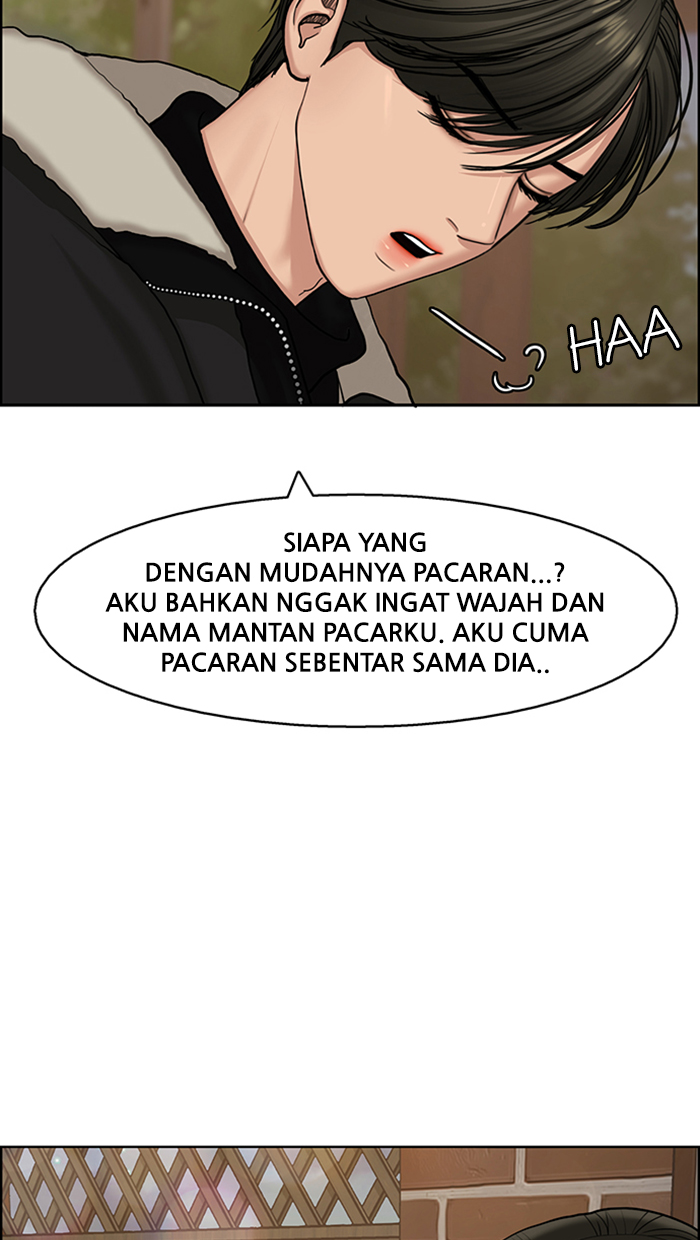 HAA
SIAPA YANG
DENGAN MUDAHNYA PACARAN...?
AKU BAHKAN NGGAK INGAT WAJAH DAN
NAMA MANTAN PACARKU. AKU CUMA
PACARAN SEBENTAR SAMA DIA..